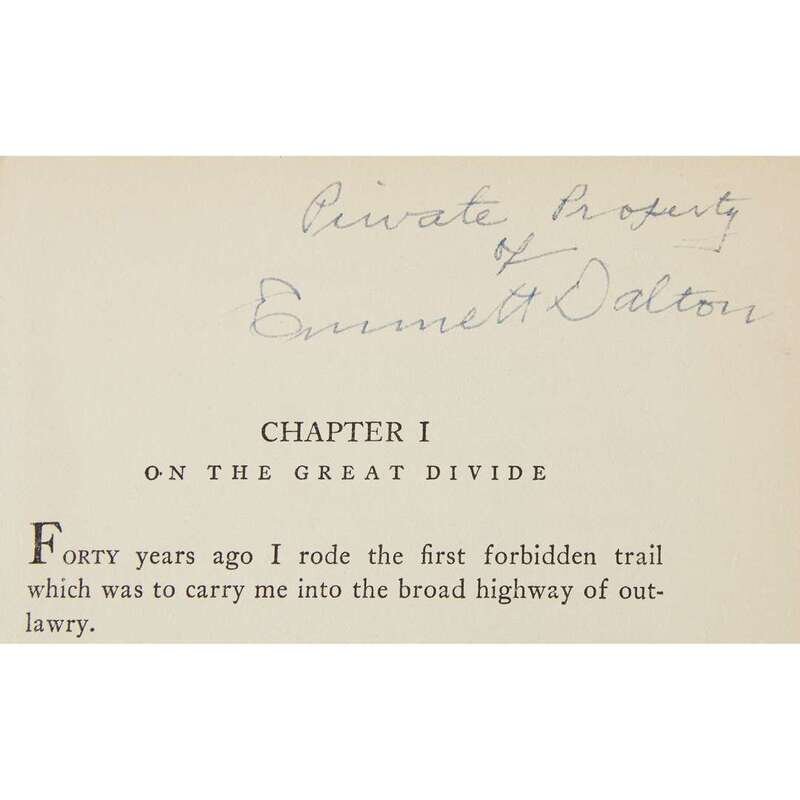 Private Property
of
Emmett Dalton
CHAPTER I
ON THE GREAT DIVIDE
FORTY years ago I rode the first forbidden trail
which was to carry me into the broad highway of out-
lawry.